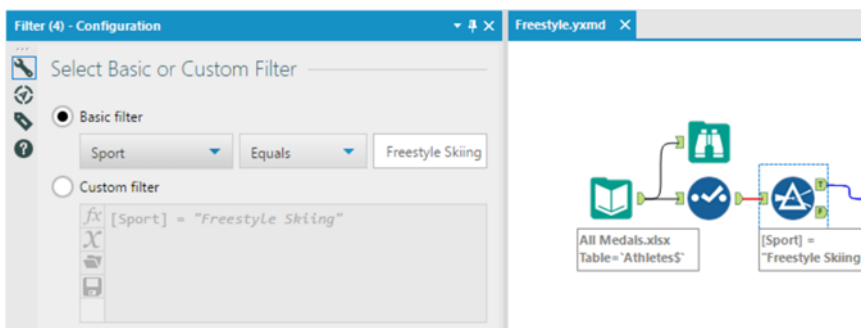 Filter (4) - Configuration
Freestyle.yxmd
Select Basic or Custom Filter
Basic filter
Sport
Equals
Freestyle Skiing
Custom filter
[Sport] = "Freestyle Skiing"
All Medals.xlsx
Table=`Athletes$`
[Sport] =
"Freestyle Skiing
T
F